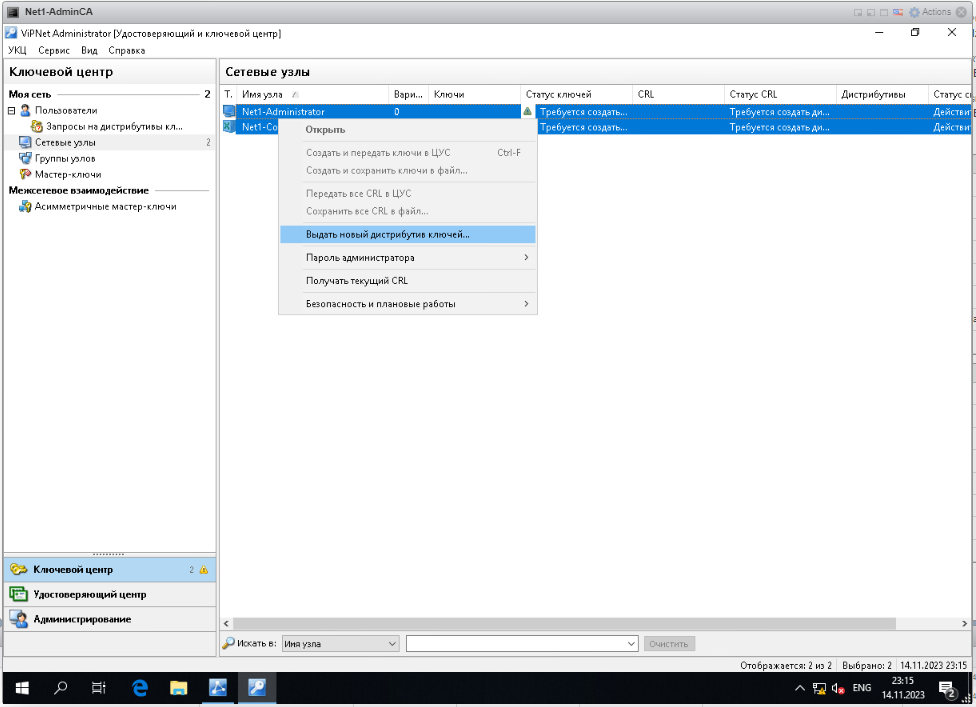 Net1-AdminCA
Actions
ViPNet Administrator [Удостоверяющий и ключевой центр]
УКЦ Сервис Вид Справка
Ключевой центр
Моя сеть 2
Пользователи
Запросы на дистрибутивы кл...
Сетевые узлы 2
Группы узлов
Мастер-ключи
Межсетевое взаимодействие
Асимметричные мастер-ключи
Сетевые узлы
Т. Имя узла Вари... Ключи Статус ключей CRL Статус CRL Дистрибутивы
Net1-Administrator 0 Требуется создать... Требуется создать ди...
Net1-Co Требуется создать... Требуется создать ди...
Открыть
Создать и передать ключи в ЦУС Ctrl-F
Создать и сохранить ключи в файл...
Передать все CRL в ЦУС
Сохранить все CRL в файл...
Выдать новый дистрибутив ключей...
Пароль администратора
Получать текущий CRL
Безопасность и плановые работы
Ключевой центр 2
Удостоверяющий центр
Администрирование
Искать в: Имя узла Очистить
Отображается: 2 из 2 Выбрано: 2 14.11.2023 23:15
ENG
23:15
14.11.2023
2